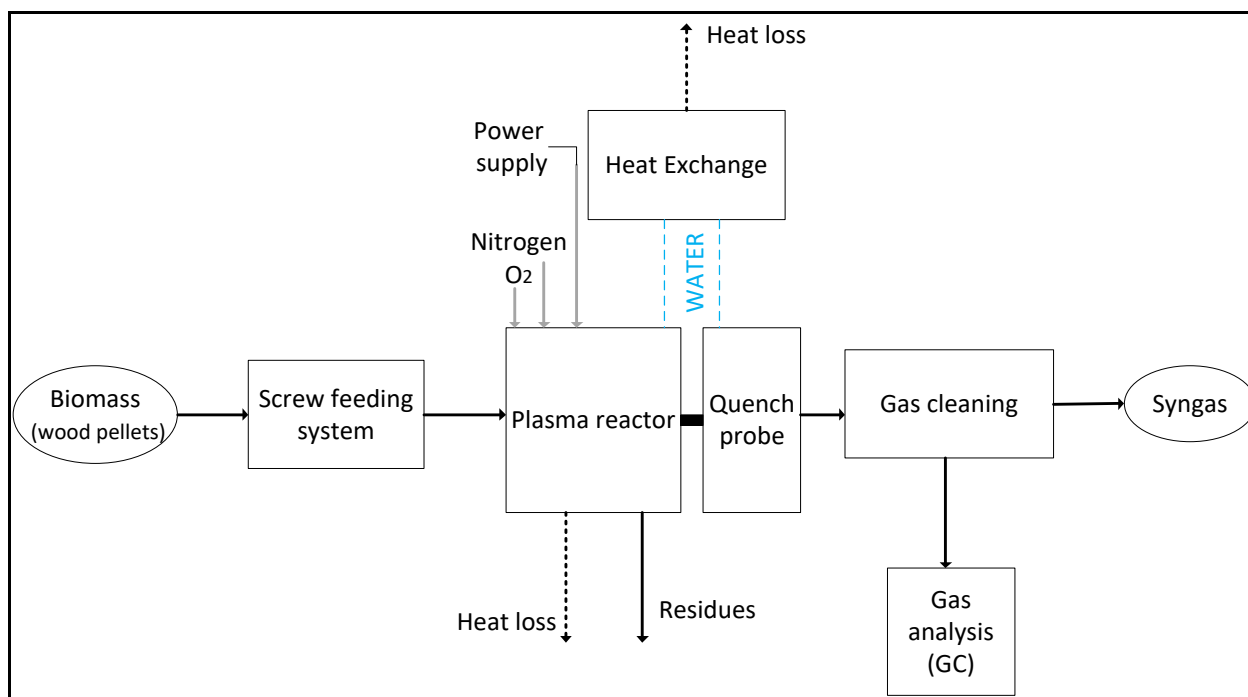 Heat loss
Power
supply
Heat Exchange
Nitrogen
O2
WATER
Biomass
(wood pellets)
Screw feeding
system
Plasma reactor
Quench
probe
Gas cleaning
Syngas
Heat loss
Residues
Gas
analysis
(GC)